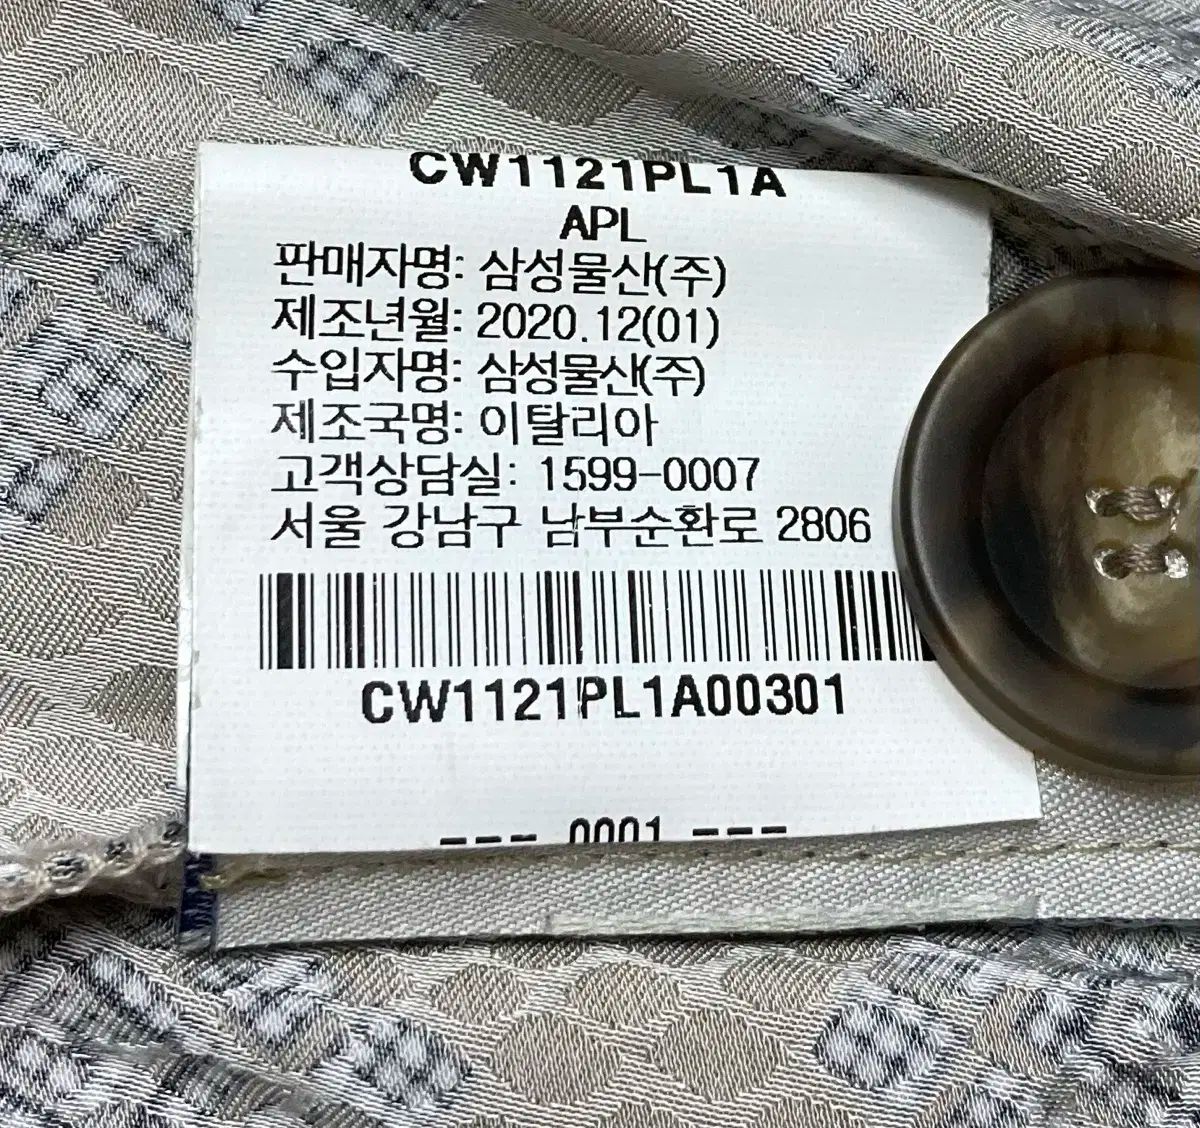 CW1121PL1A
APL
판매자명: 삼성물산(주)
제조년월: 2020.12(01)
수입자명: 삼성물산(주)
제조국명: 이탈리아
고객상담실: 1599-0007
서울 강남구 남부순환로 2806
CW1121PL1A00301
--- 0001 ---